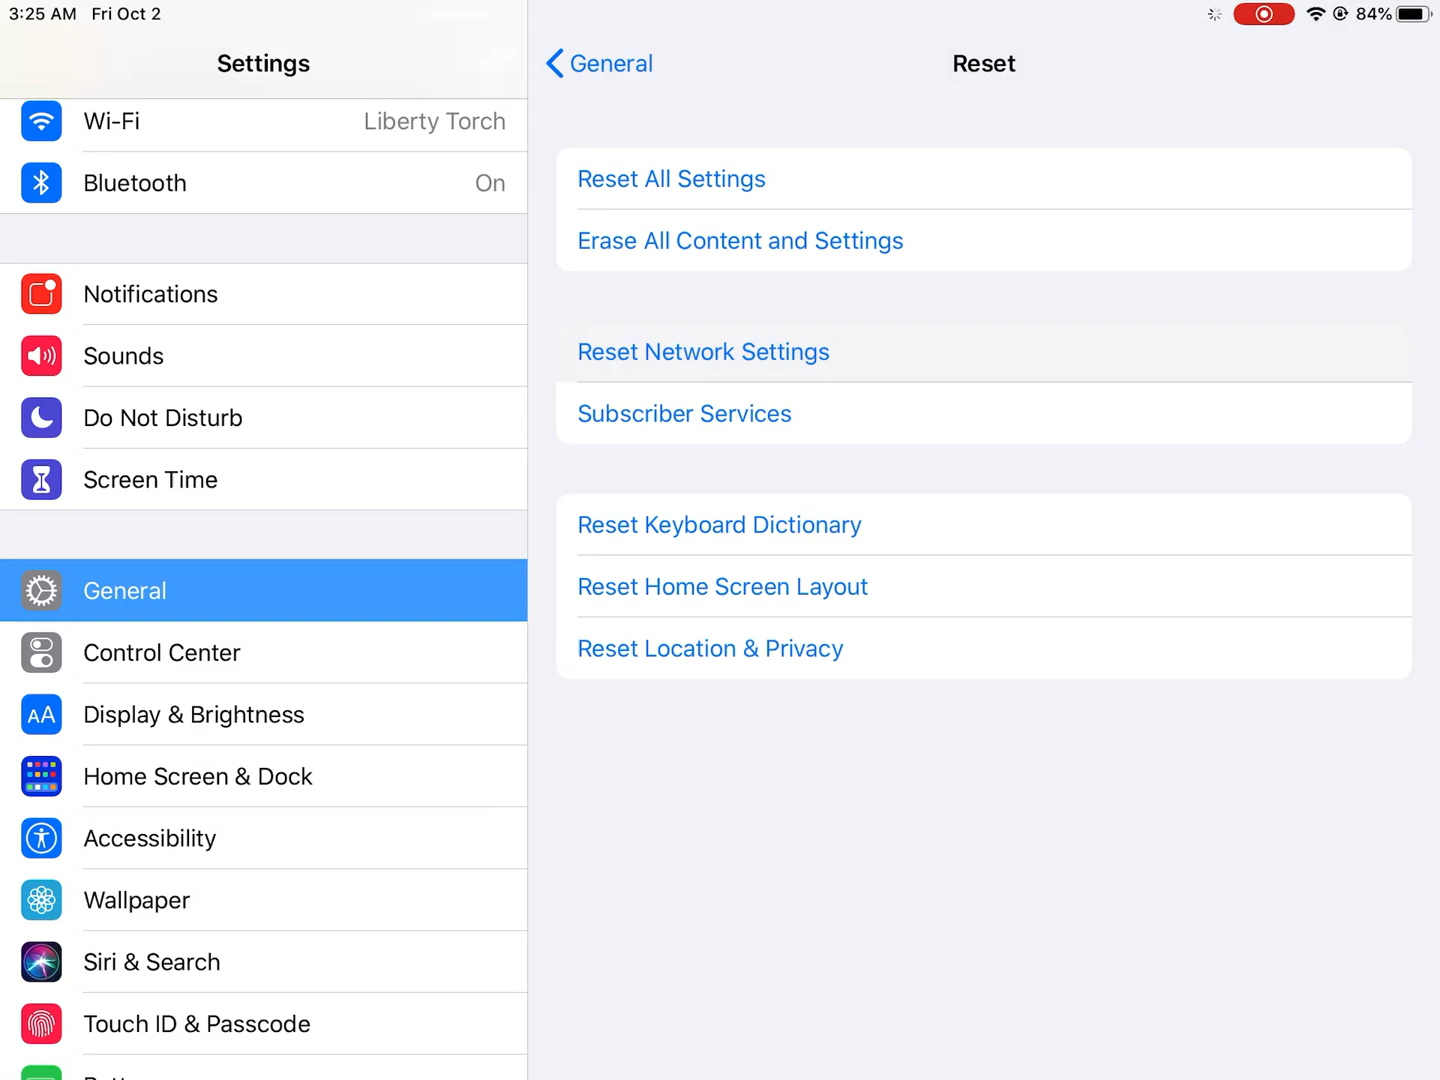 3:25 AM Fri Oct 2
84%
Settings
Wi-Fi Liberty Torch
Bluetooth On
Notifications
Sounds
Do Not Disturb
Screen Time
General
Control Center
AA Display & Brightness
Home Screen & Dock
Accessibility
Wallpaper
Siri & Search
Touch ID & Passcode
General
Reset
Reset All Settings
Erase All Content and Settings
Reset Network Settings
Subscriber Services
Reset Keyboard Dictionary
Reset Home Screen Layout
Reset Location & Privacy